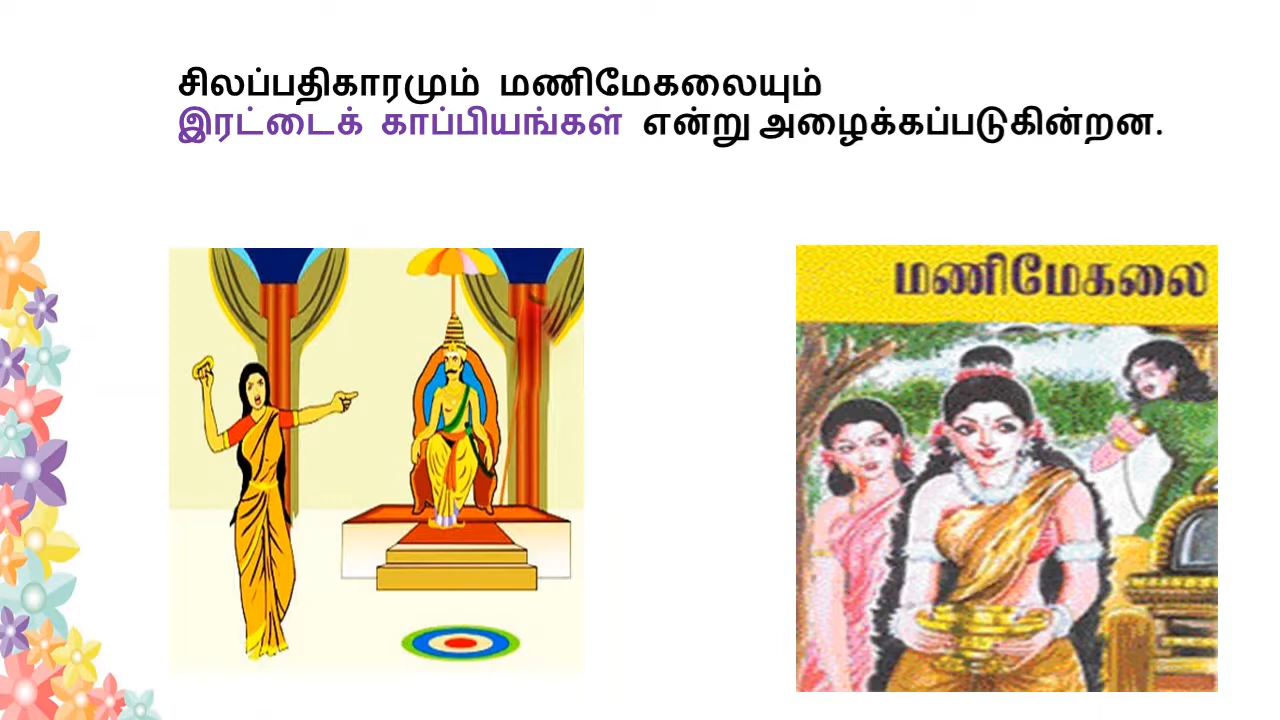 சிலப்பதிகாரமும் மணிமேகலையும்
இரட்டைக் காப்பியங்கள் என்று அழைக்கப்படுகின்றன.
மணிமேகலை